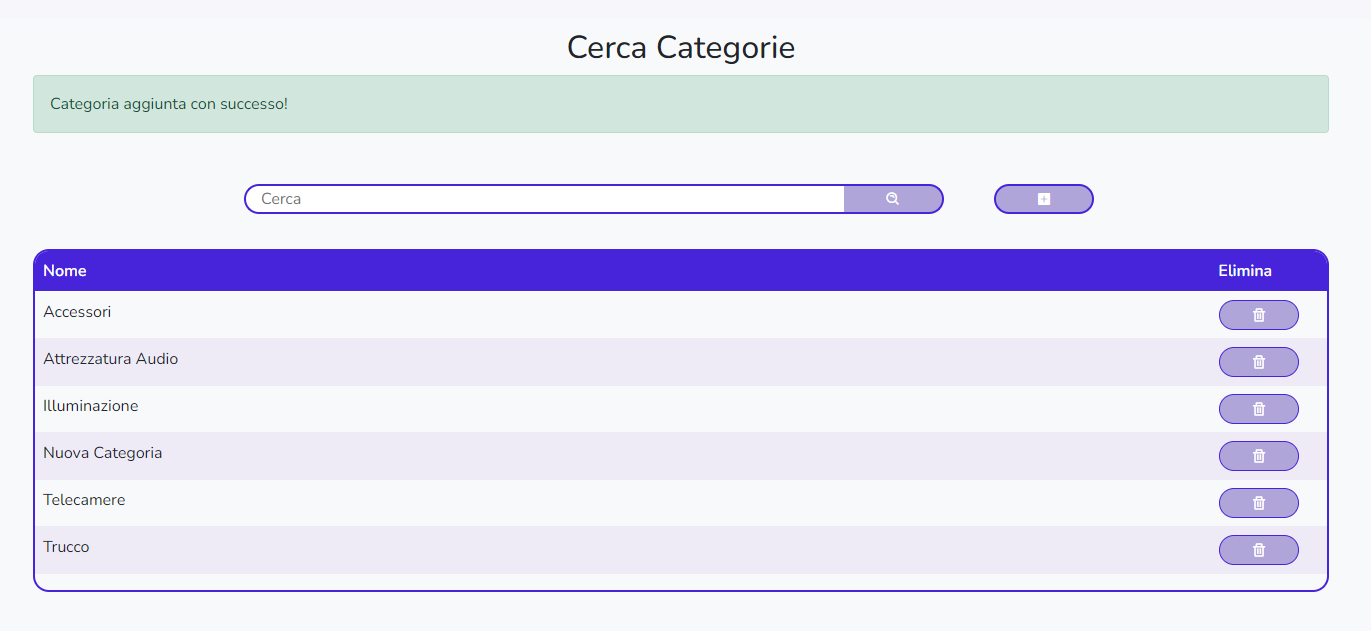 Cerca Categorie
Categoria aggiunta con successo!
Cerca
Nome Elimina
Accessori
Attrezzatura Audio
Illuminazione
Nuova Categoria
Telecamere
Trucco